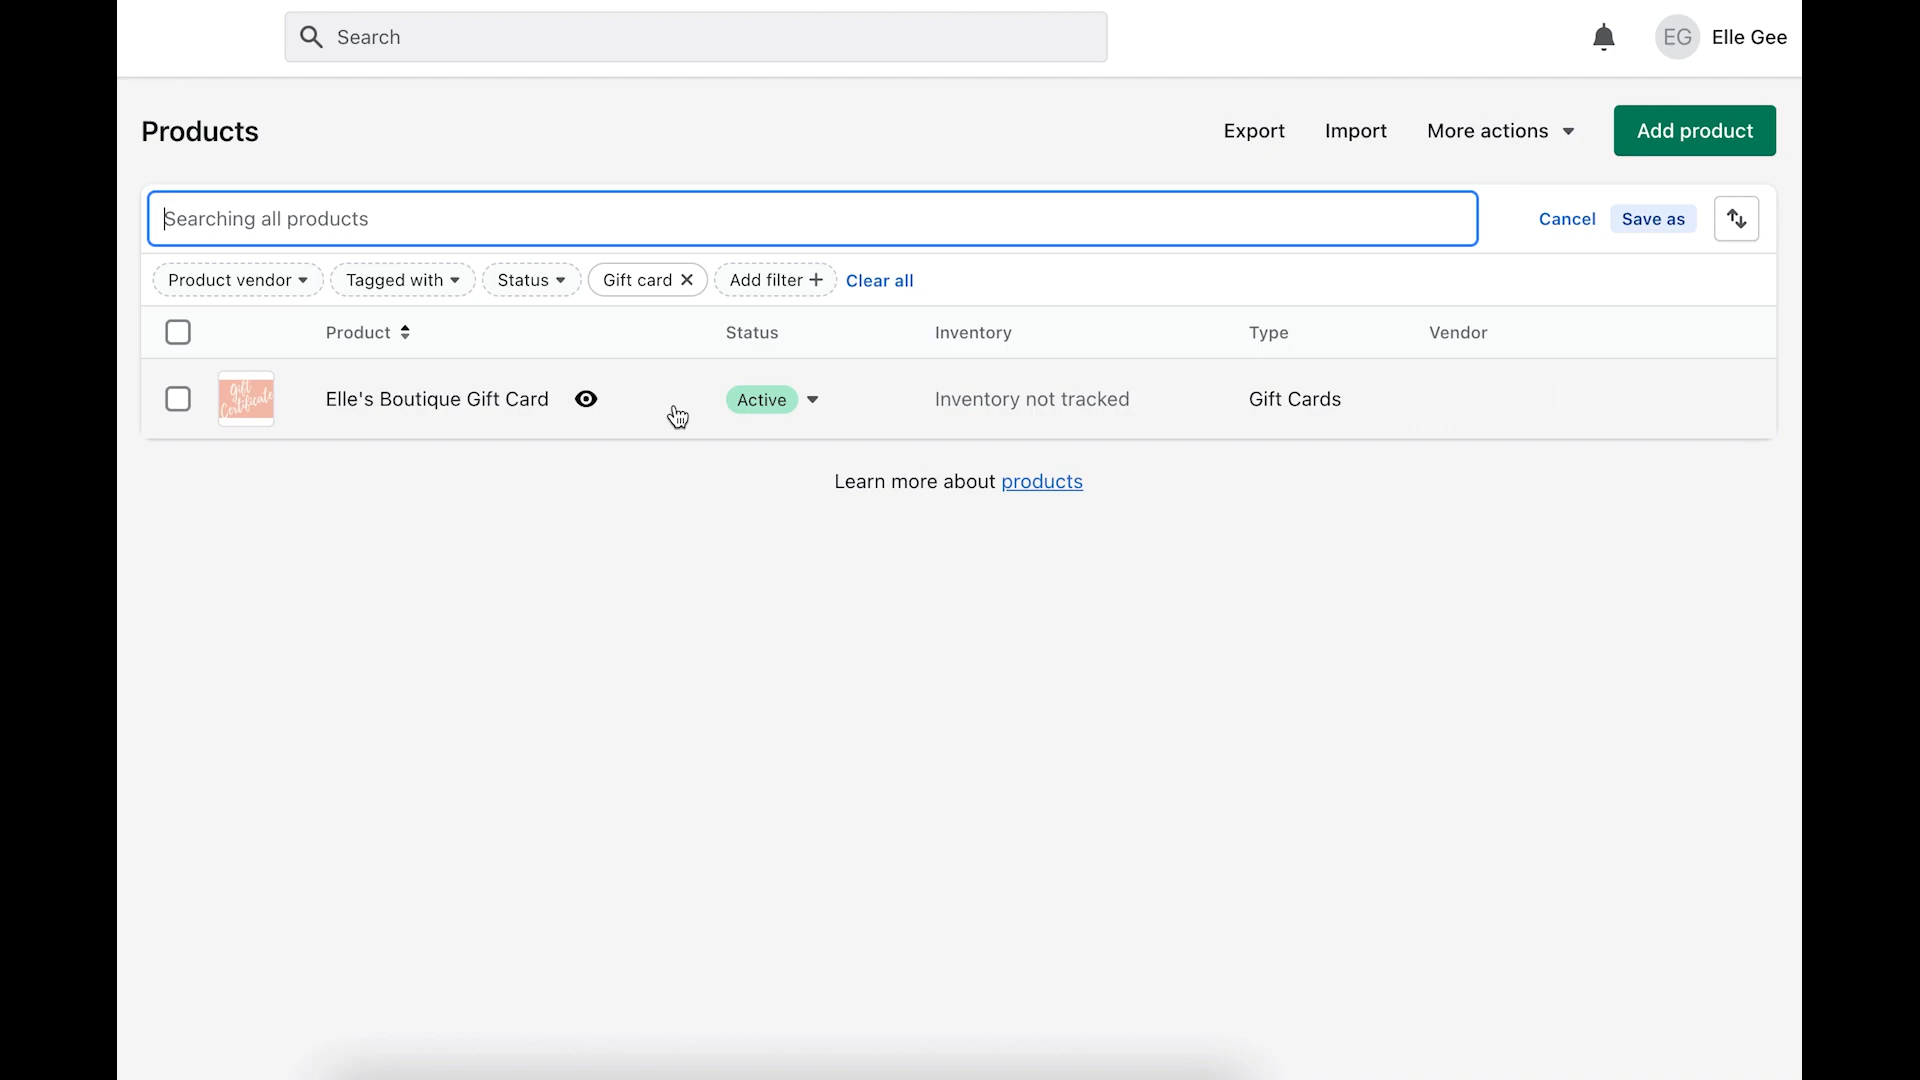 Search
EG Elle Gee
Products
Export Import More actions Add product
Searching all products
Cancel Save as
Product vendor Tagged with Status Gift card Add filter Clear all
Product Status Inventory Type Vendor
Gift Certificate
Elle's Boutique Gift Card Active Inventory not tracked Gift Cards
Learn more about products